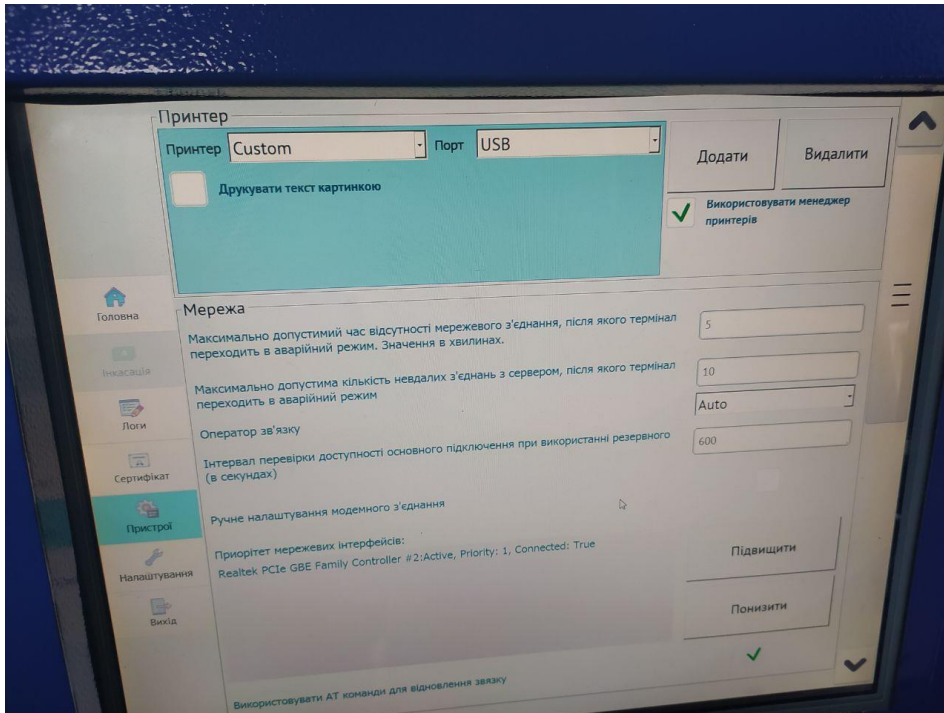 Принтер
Принтер Custom Порт USB
Додати Видалити
Друкувати текст картинкою
Використовувати менеджер
принтерів
Головна
Інкасація
Логи
Сертифікат
Пристрої
Налаштування
Вихід
Мережа
Максимально допустимий час відсутності мережевого з'єднання, після якого термінал
переходить в аварійний режим. Значення в хвилинах.
5
Максимально допустима кількість невдалих з'єднань з сервером, після якого термінал
переходить в аварійний режим
10
Оператор зв'язку
Auto
Інтервал перевірки доступності основного підключення при використанні резервного
(в секундах)
600
Ручне налаштування модемного з'єднання
Приорітет мережевих інтерфейсів:
Realtek PCIe GBE Family Controller #2:Active, Priority: 1, Connected: True
Підвищити
Понизити
Використовувати АТ команди для відновлення звязку